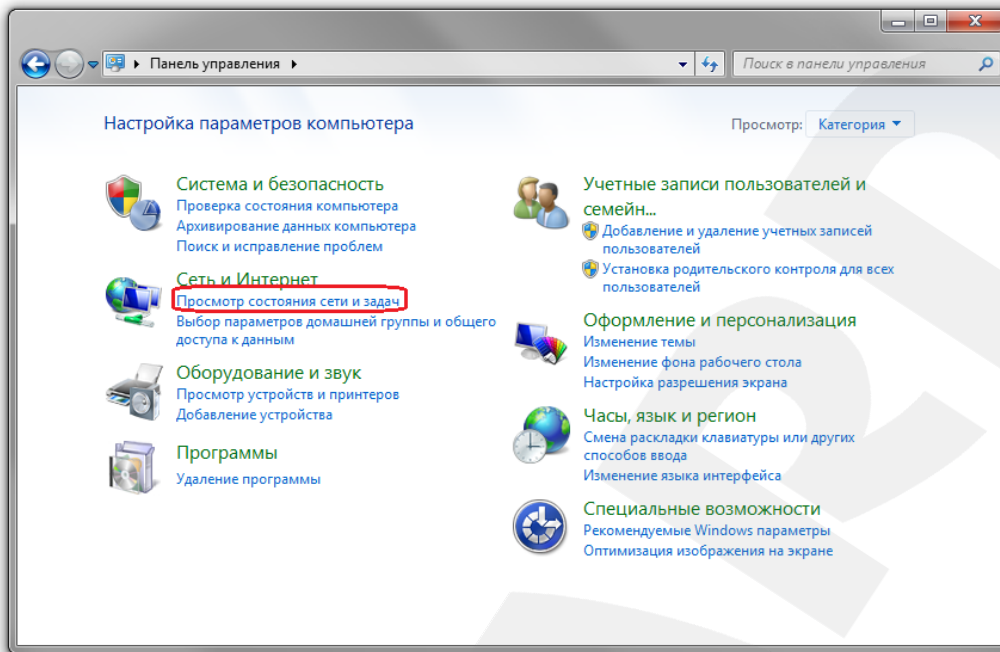 Панель управления
Поиск в панели управления
Настройка параметров компьютера
Просмотр: Категория
Система и безопасность
Проверка состояния компьютера
Архивирование данных компьютера
Поиск и исправление проблем
Сеть и Интернет
Просмотр состояния сети и задач
Выбор параметров домашней группы и общего
доступа к данным
Оборудование и звук
Просмотр устройств и принтеров
Добавление устройства
Программы
Удаление программы
Учетные записи пользователей и
семейн...
Добавление и удаление учетных записей
пользователей
Установка родительского контроля для всех
пользователей
Оформление и персонализация
Изменение темы
Изменение фона рабочего стола
Настройка разрешения экрана
Часы, язык и регион
Смена раскладки клавиатуры или других
способов ввода
Изменение языка интерфейса
Специальные возможности
Рекомендуемые Windows параметры
Оптимизация изображения на экране